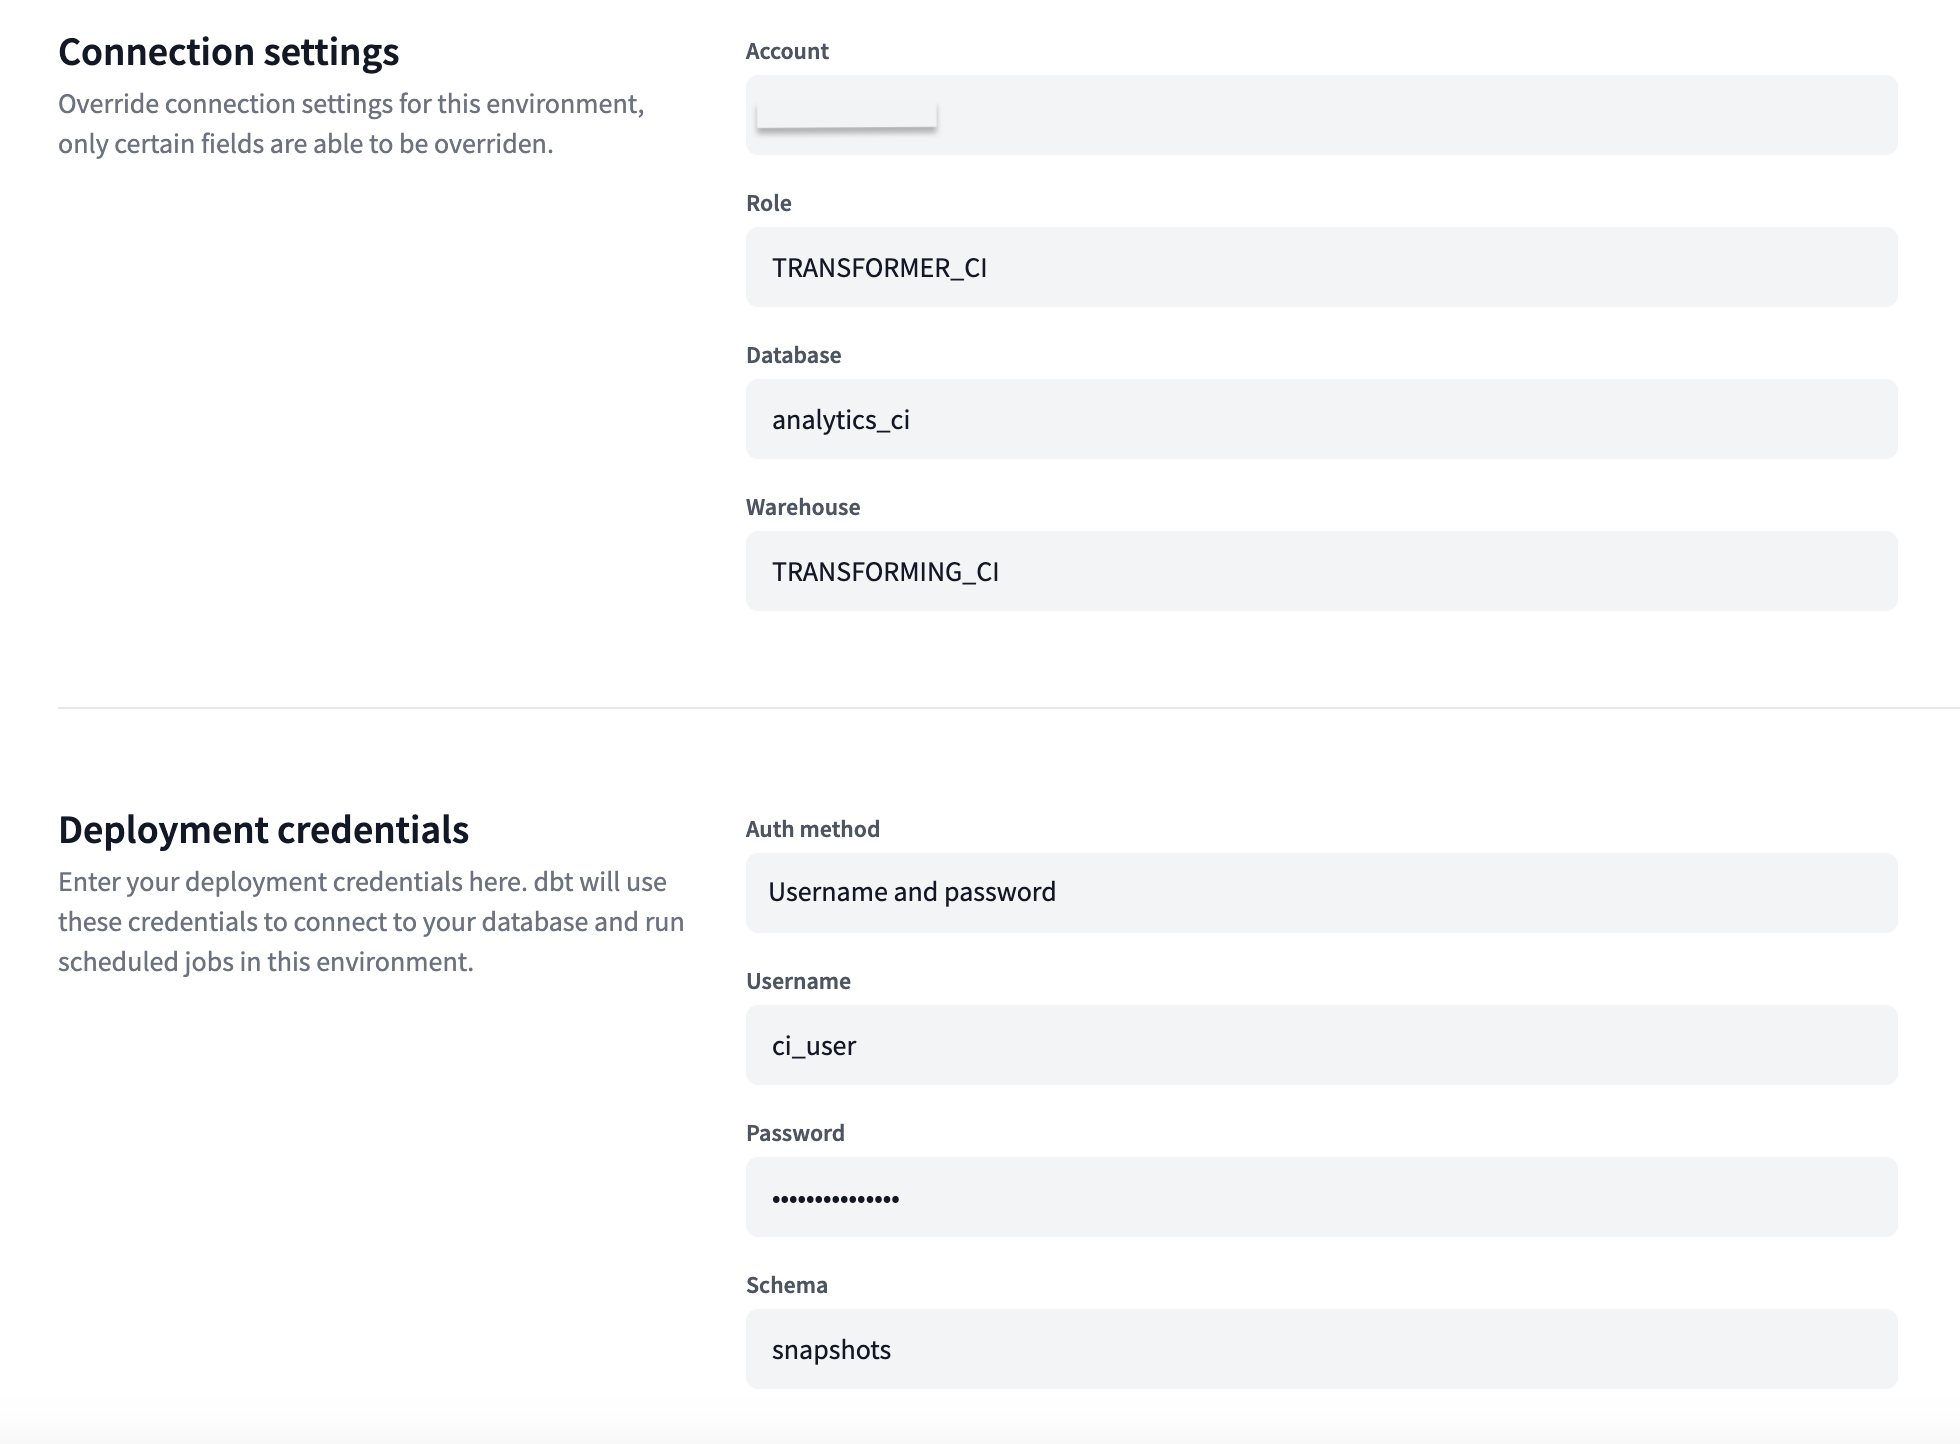 Connection settings
Override connection settings for this environment,
only certain fields are able to be overriden.
Account
Role
TRANSFORMER_CI
Database
analytics_ci
Warehouse
TRANSFORMING_CI
Deployment credentials
Enter your deployment credentials here. dbt will use
these credentials to connect to your database and run
scheduled jobs in this environment.
Auth method
Username and password
Username
ci_user
Password
•••••••••••••••
Schema
snapshots